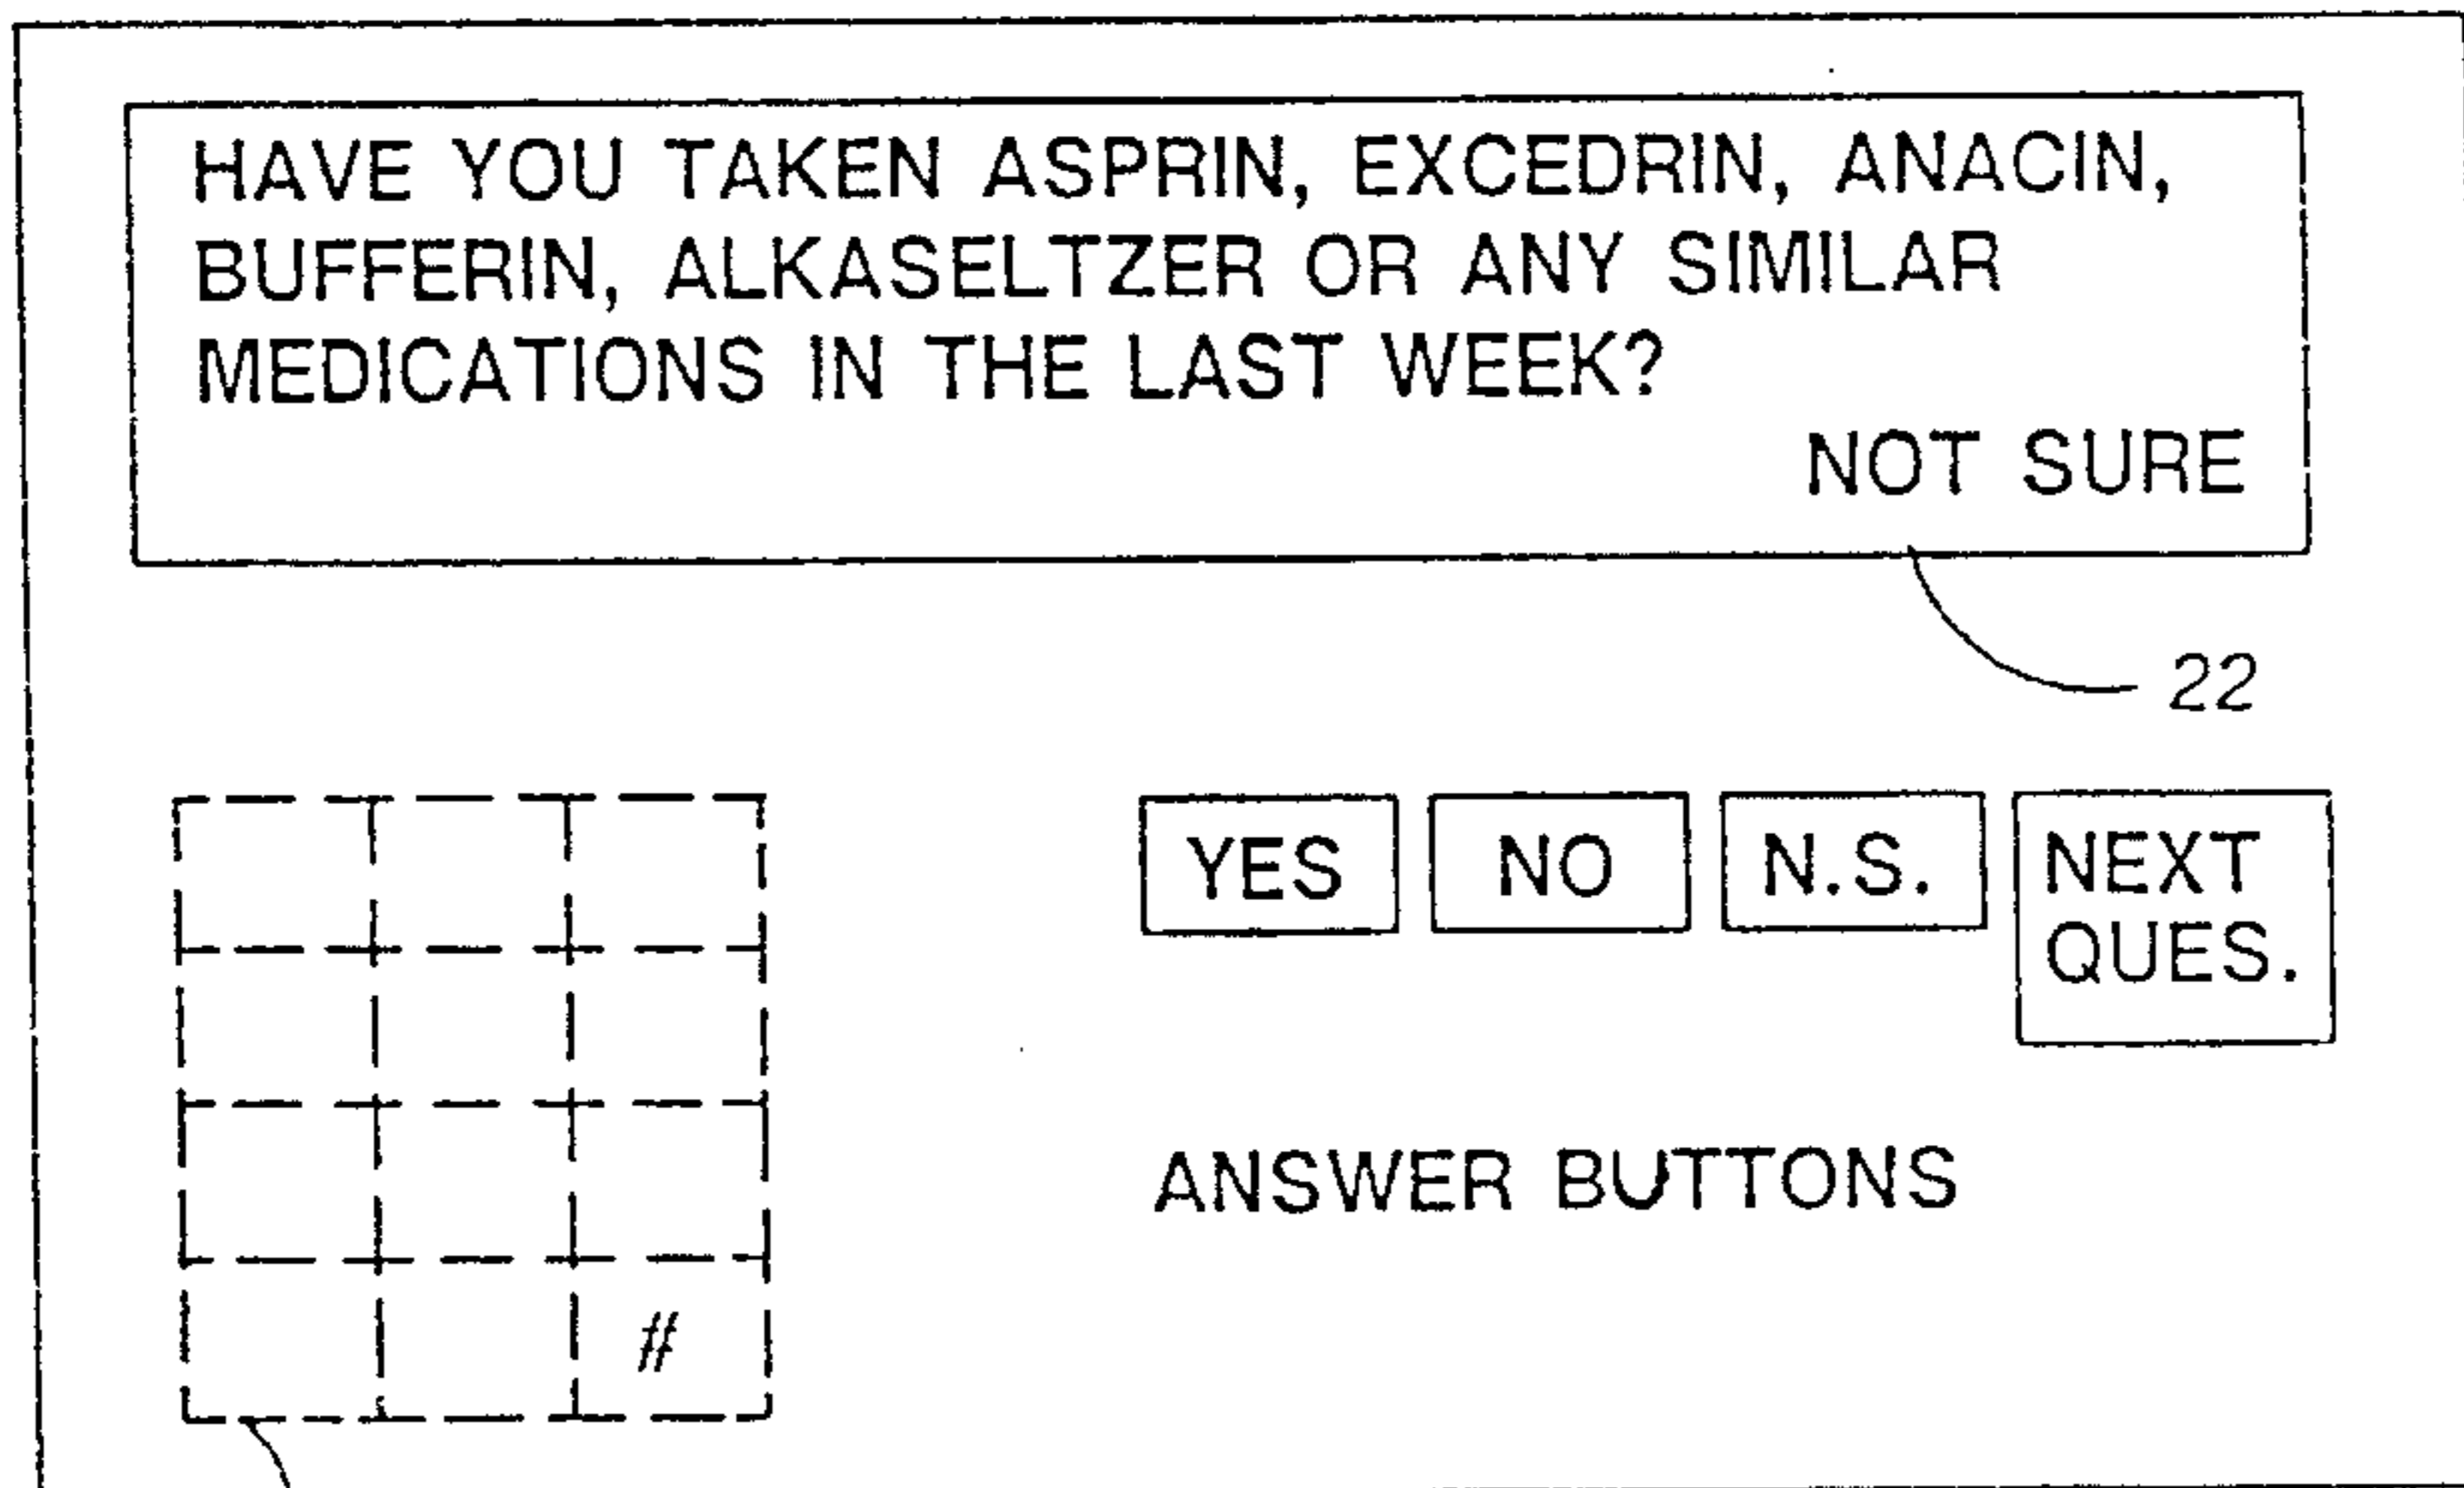 HAVE YOU TAKEN ASPRIN, EXCEDRIN, ANACIN,
BUFFERIN, ALKASELTZER OR ANY SIMILAR
MEDICATIONS IN THE LAST WEEK?
NOT SURE
22
YES NO N.S. NEXT
QUES.
ANSWER BUTTONS
#